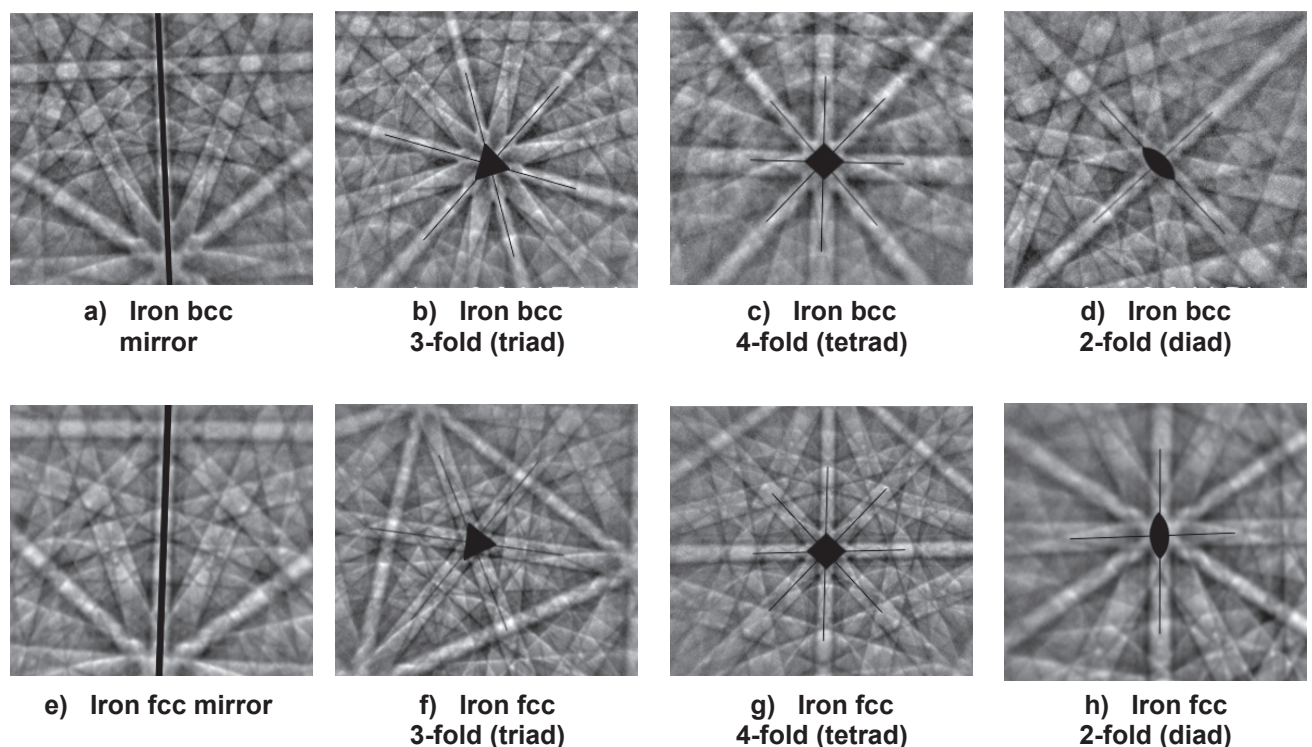 a) Iron bcc
mirror
b) Iron bcc
3-fold (triad)
c) Iron bcc
4-fold (tetrad)
d) Iron bcc
2-fold (diad)
e) Iron fcc mirror
f) Iron fcc
3-fold (triad)
g) Iron fcc
4-fold (tetrad)
h) Iron fcc
2-fold (diad)